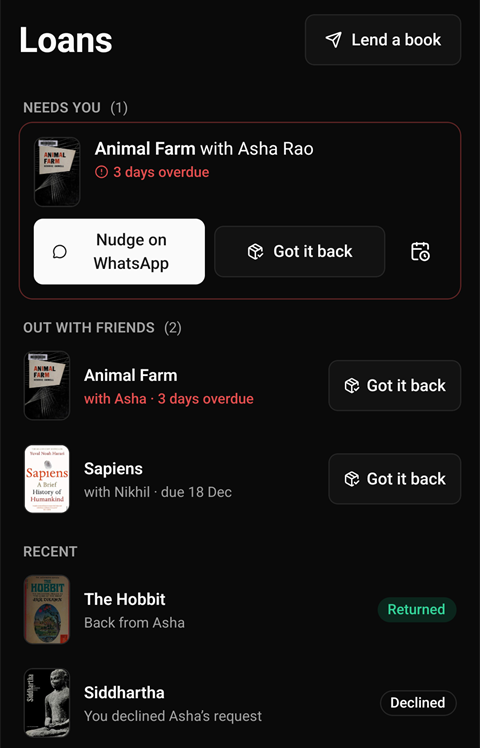 Loans
Lend a book
NEEDS YOU (1)
ANIMAL
FARM
Animal Farm with Asha Rao
3 days overdue
Nudge on
WhatsApp
Got it back
OUT WITH FRIENDS (2)
ANIMAL
FARM
Animal Farm
with Asha · 3 days overdue
Got it back
Yuval Noah Harari
Sapiens
A Brief
History of
Humankind
Sapiens
with Nikhil · due 18 Dec
Got it back
RECENT
THE
HOBBIT
The Hobbit
Back from Asha
Returned
Siddhartha
Siddhartha
You declined Asha's request
Declined